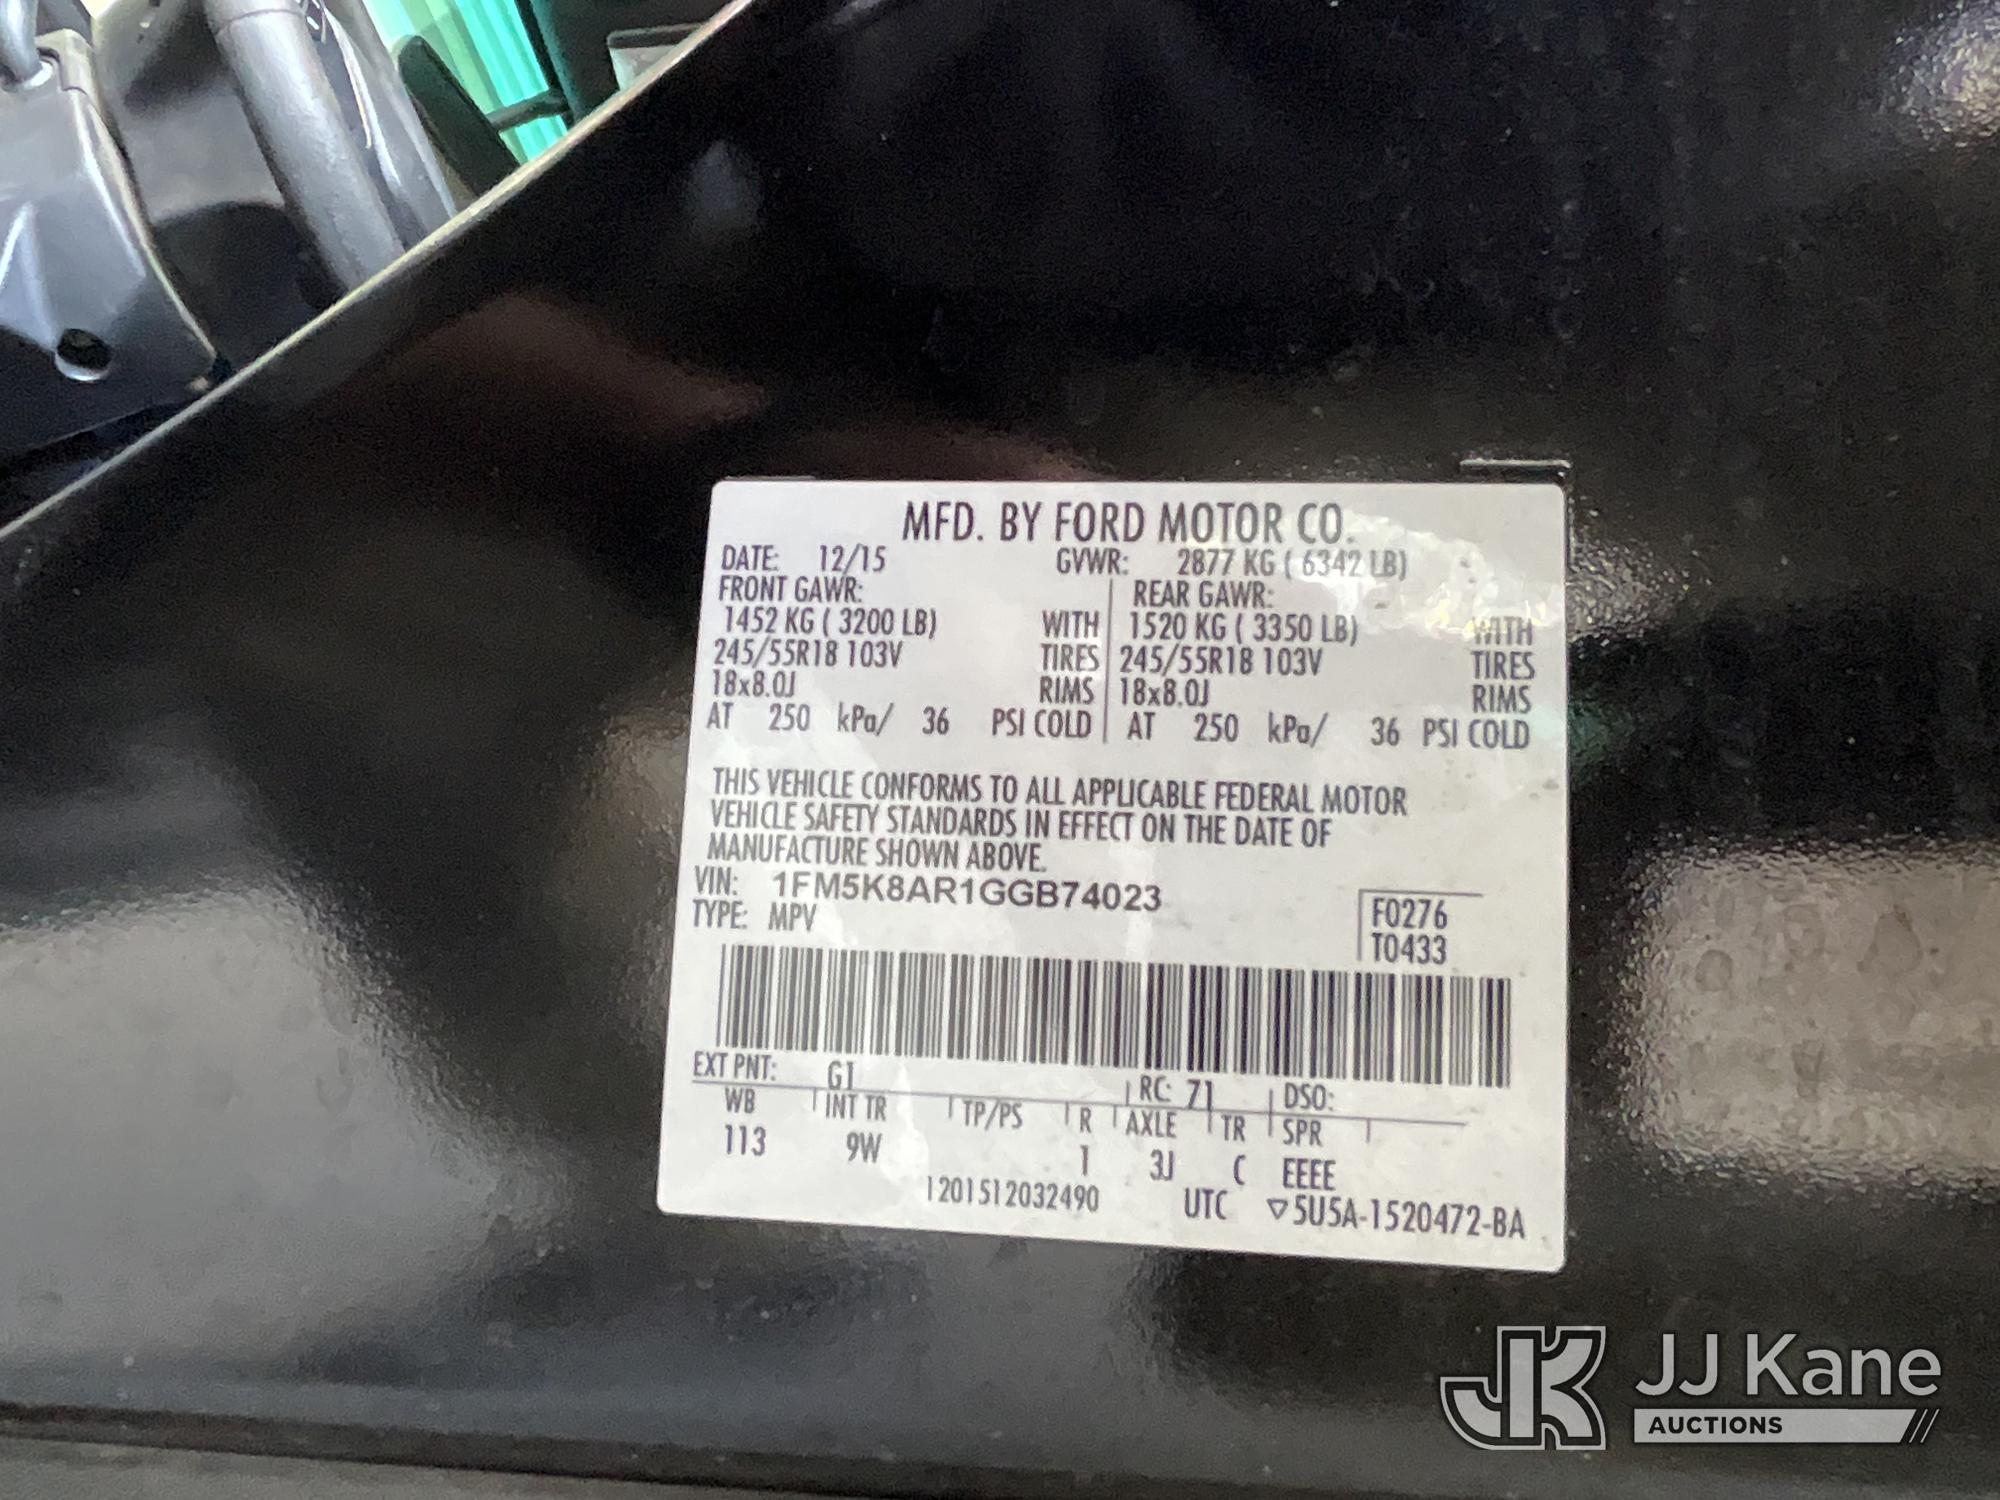 MFD. BY FORD MOTOR CO.
DATE: 12/15 GVWR: 2877 KG ( 6342 LB)
FRONT GAWR: REAR GAWR:
1452 KG ( 3200 LB) WITH 1520 KG ( 3350 LB) WITH
245/55R18 103V TIRES 245/55R18 103V TIRES
18x8.0J RIMS 18x8.0J RIMS
AT 250 kPa/ 36 PSI COLD AT 250 kPa/ 36 PSI COLD
THIS VEHICLE CONFORMS TO ALL APPLICABLE FEDERAL MOTOR
VEHICLE SAFETY STANDARDS IN EFFECT ON THE DATE OF
MANUFACTURE SHOWN ABOVE.
VIN: 1FM5K8AR1GGB74023
TYPE: MPV
F0276
T0433
EXT PNT: G1 RC: 71 DSO:
WB INT TR TP/PS R AXLE TR SPR
113 9W 1 3J C EEEE
1201512032490 UTC ▽5U5A-1520472-BA
JK JJ Kane
AUCTIONS